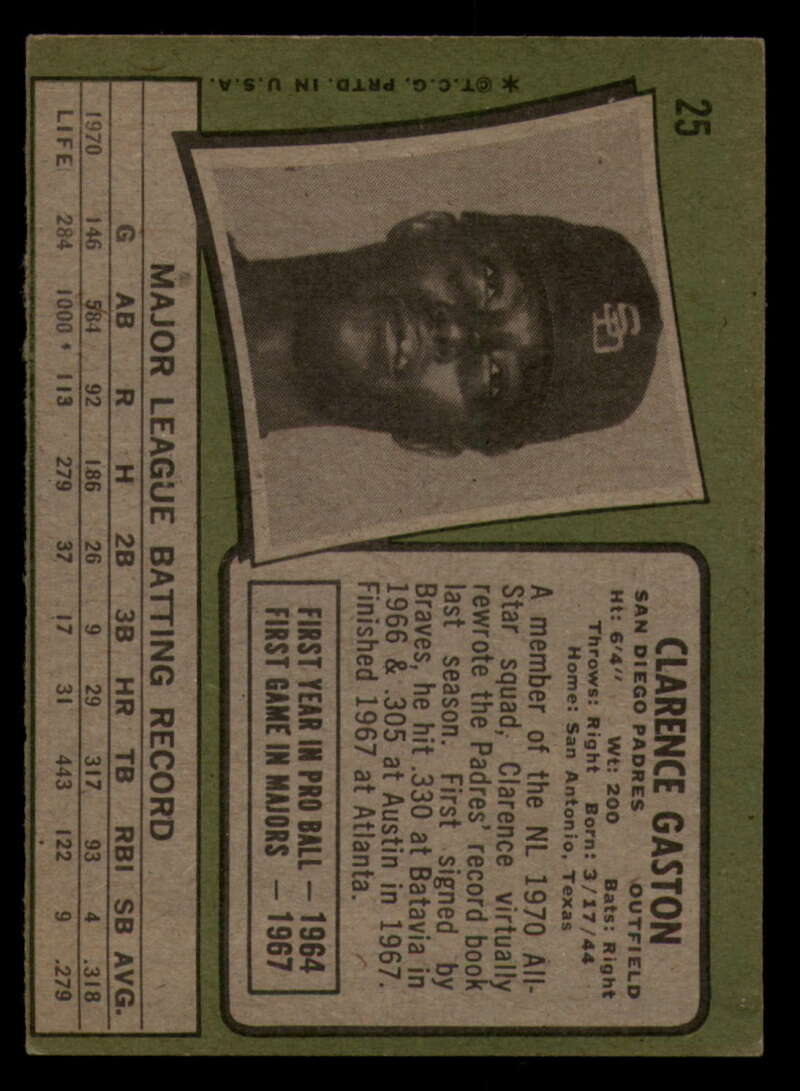 25
* © T.C.G. PRTD. IN U.S.A.
SD
CLARENCE GASTON
SAN DIEGO PADRES OUTFIELD
Ht: 6'4" Wt: 200 Bats: Right
Throws: Right Born: 3/17/44
Home: San Antonio, Texas
A member of the NL 1970 All-
Star squad, Clarence virtually
rewrote the Padres' record book
last season. First signed by
Braves, he hit .330 at Batavia in
1966 & .305 at Austin in 1967.
Finished 1967 at Atlanta.
FIRST YEAR IN PRO BALL — 1964
FIRST GAME IN MAJORS — 1967
MAJOR LEAGUE BATTING RECORD
G AB R H 2B 3B HR TB RBI SB AVG.
1970 146 584 92 186 26 9 29 317 93 4 .318
LIFE 284 1000* 113 279 37 17 31 443 122 9 .279